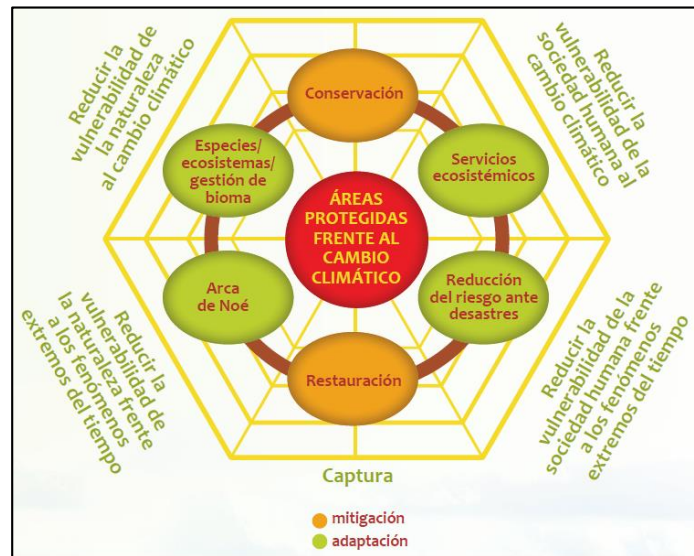 Reducir la
vulnerabilidad de
la naturaleza
al cambio climático
Reducir la
vulnerabilidad de la
sociedad humana al
cambio climático
Conservación
Especies/
ecosistemas/
gestión de
bioma
Servicios
ecosistémicos
ÁREAS
PROTEGIDAS
FRENTE AL
CAMBIO
CLIMÁTICO
Arca
de Noé
Reducción
del riesgo ante
desastres
Restauración
Reducir la
vulnerabilidad de
la naturaleza frente
a los fenómenos
extremos del tiempo
Reducir la
vulnerabilidad de la
sociedad humana frente
a los fenómenos
extremos del tiempo
Captura
mitigación
adaptación